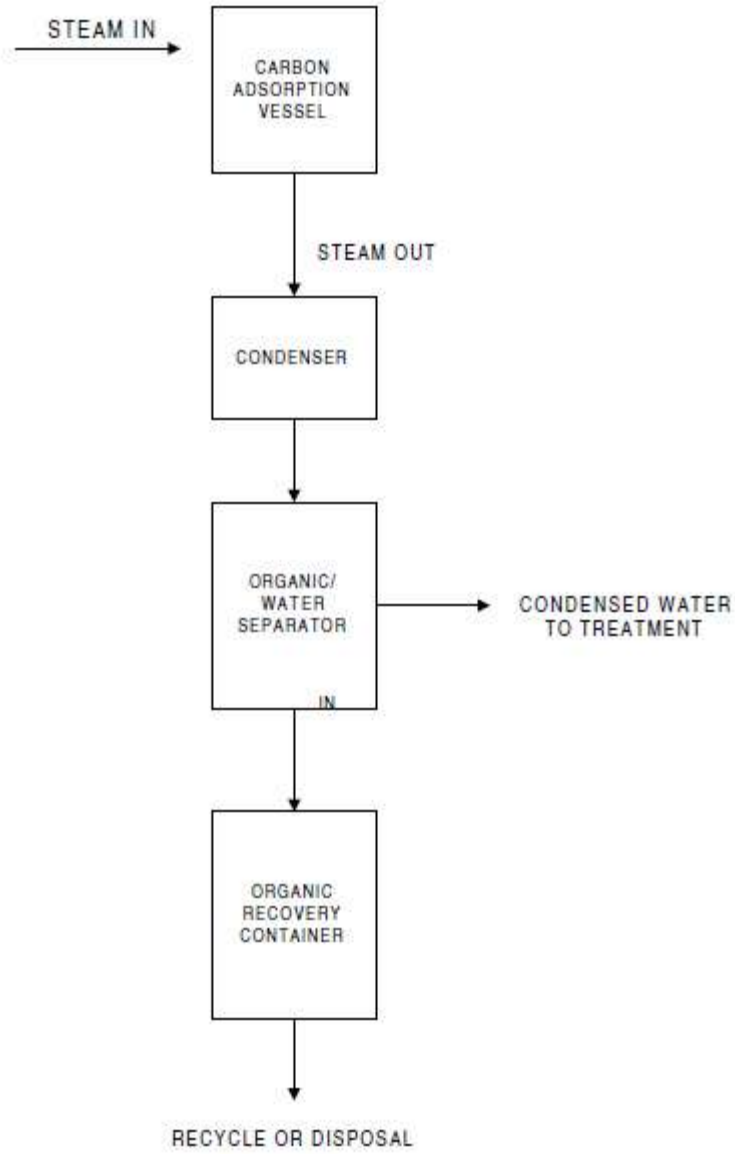 STEAM IN
CARBON
ADSORPTION
VESSEL
STEAM OUT
CONDENSER
ORGANIC/
WATER
SEPARATOR
CONDENSED WATER
TO TREATMENT
IN
ORGANIC
RECOVERY
CONTAINER
RECYCLE OR DISPOSAL